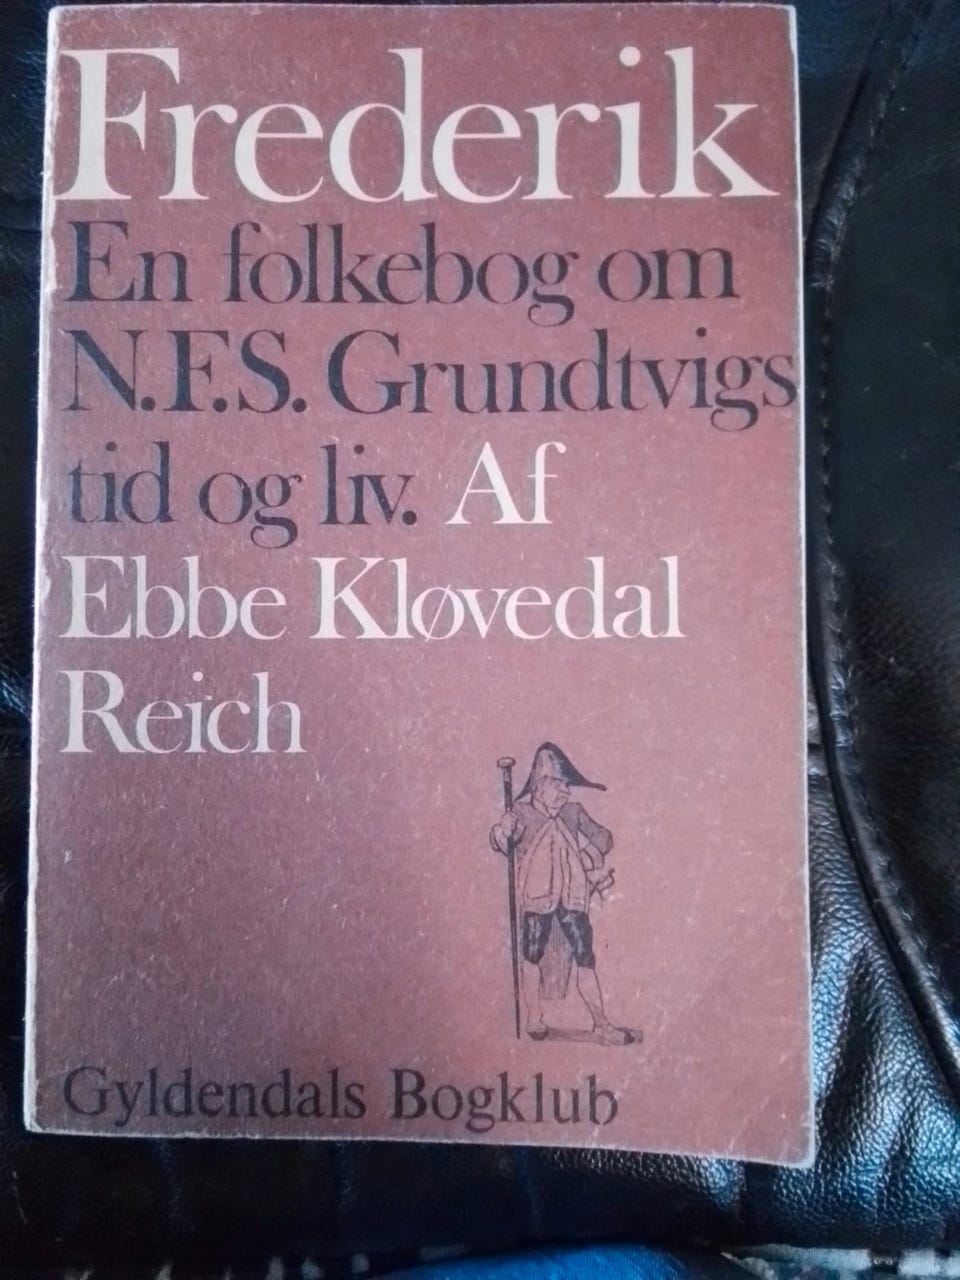 Frederik
En folkebog om
N.F.S. Grundtvigs
tid og liv. Af
Ebbe Kløvedal
Reich
Gyldendals Bogklub